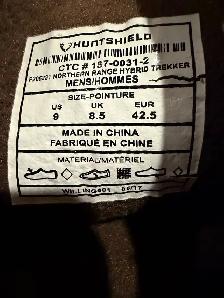 HUNTSHIELD
CTC # 187-0031-2
NORTHERN RANGE HYBRID TREKKER
MENS/HOMMES
SIZE-POINTURE
US UK EUR
9 8.5 42.5
MADE IN CHINA
FABRIQUÉ EN CHINE
MATERIAL/MATÉRIEL